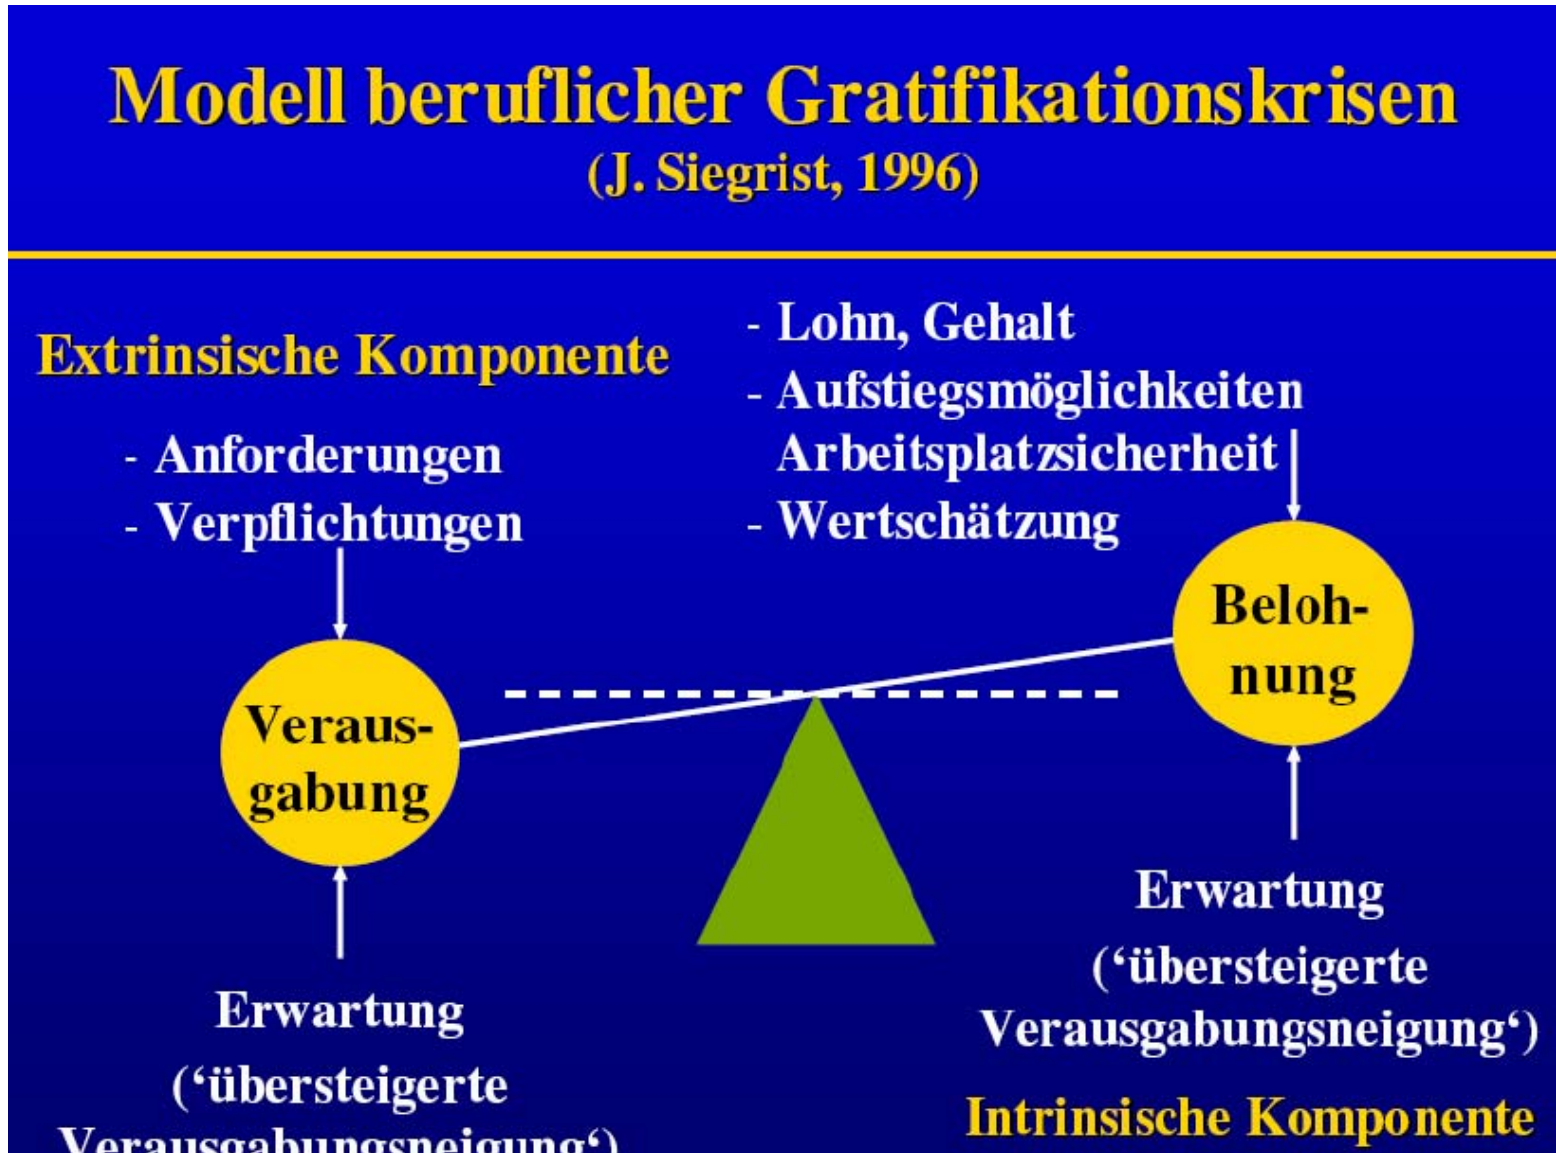 Modell beruflicher Gratifikationskrisen
(J. Siegrist, 1996)
Extrinsische Komponente
- Anforderungen
- Verpflichtungen
- Lohn, Gehalt
- Aufstiegsmöglichkeiten
Arbeitsplatzsicherheit
- Wertschätzung
Veraus-
gabung
Beloh-
nung
Erwartung
(‘übersteigerte
Verausgabungsneigung‘)
Erwartung
(‘übersteigerte
Verausgabungsneigung‘)
Intrinsische Komponente